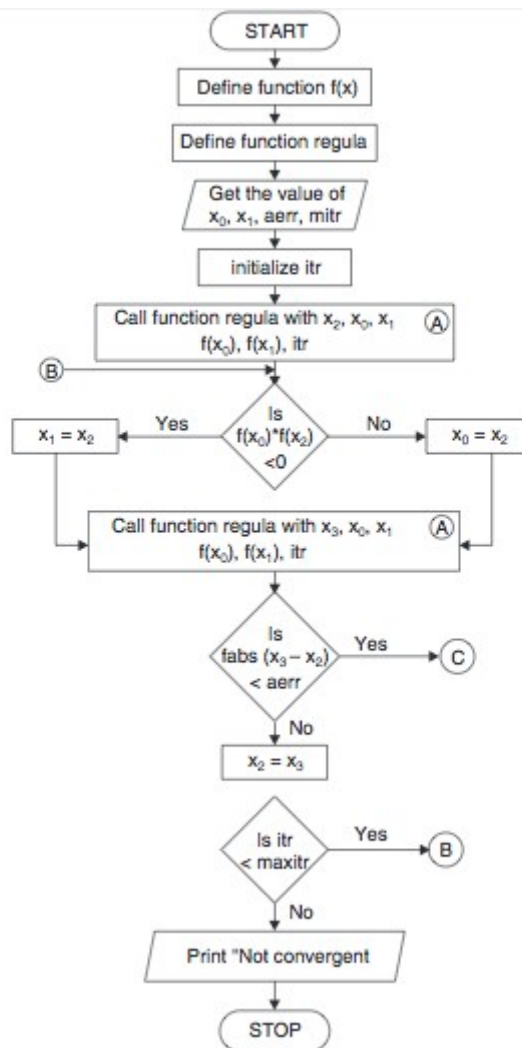 START
Define function f(x)
Define function regula
Get the value of
x₀, x₁, aerr, mitr
initialize itr
Call function regula with x₂, x₀, x₁
f(x₀), f(x₁), itr
A
B
Is
f(x₀)*f(x₂)
<0
Yes
No
x₁ = x₂
x₀ = x₂
Call function regula with x₃, x₀, x₁
f(x₀), f(x₁), itr
A
Is
fabs (x₃ – x₂)
< aerr
Yes
C
No
x₂ = x₃
Is itr
< maxitr
Yes
B
No
Print "Not convergent
STOP